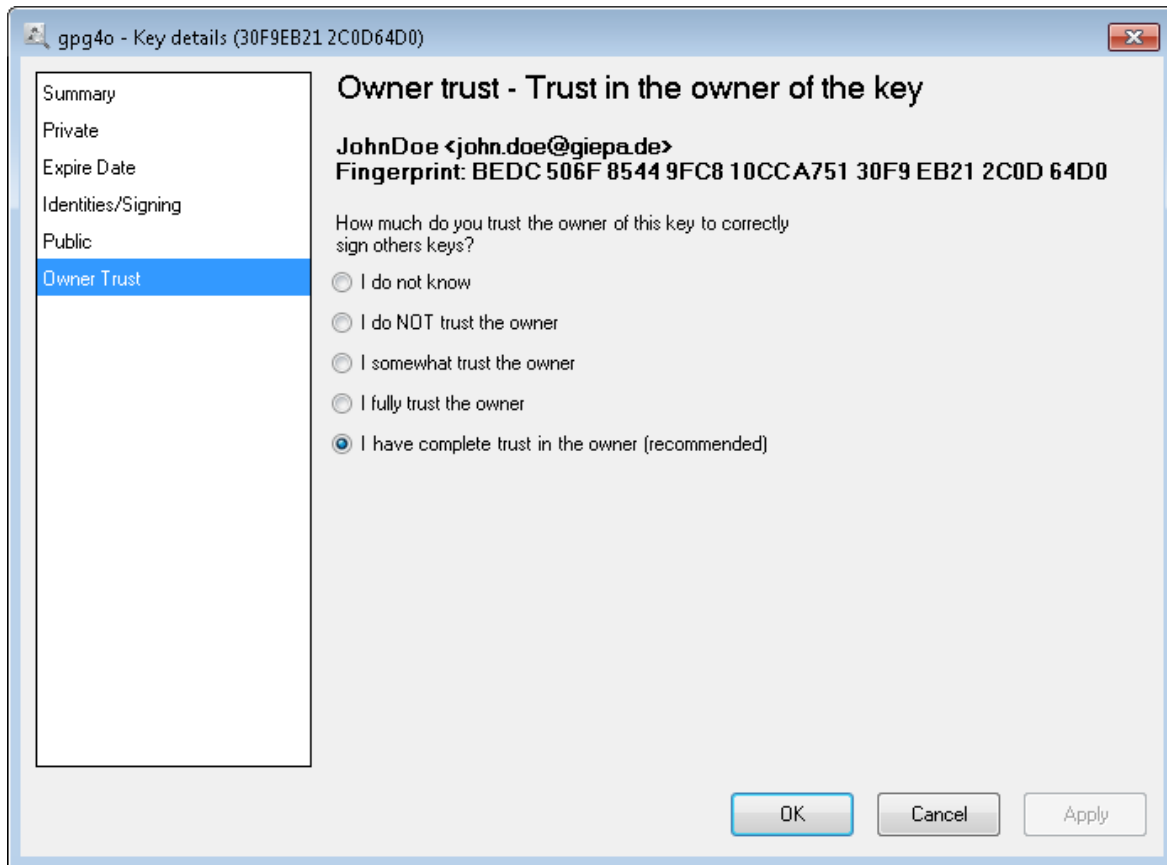 gpg4o - Key details (30F9EB21 2C0D64D0)
Summary
Private
Expire Date
Identities/Signing
Public
Owner Trust
Owner trust - Trust in the owner of the key
JohnDoe <john.doe@giepa.de>
Fingerprint: BEDC 506F 8544 9FC8 10CC A751 30F9 EB21 2C0D 64D0
How much do you trust the owner of this key to correctly
sign others keys?
I do not know
I do NOT trust the owner
I somewhat trust the owner
I fully trust the owner
I have complete trust in the owner (recommended)
OK
Cancel
Apply